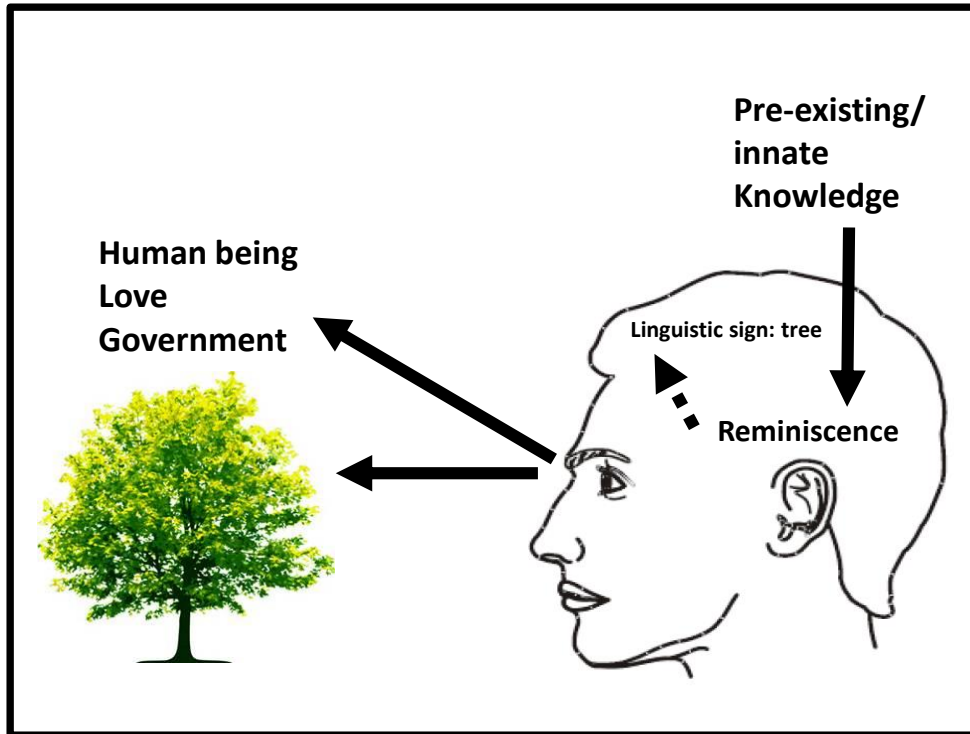 Pre-existing/
innate
Knowledge
Human being
Love
Government
Linguistic sign: tree
Reminiscence